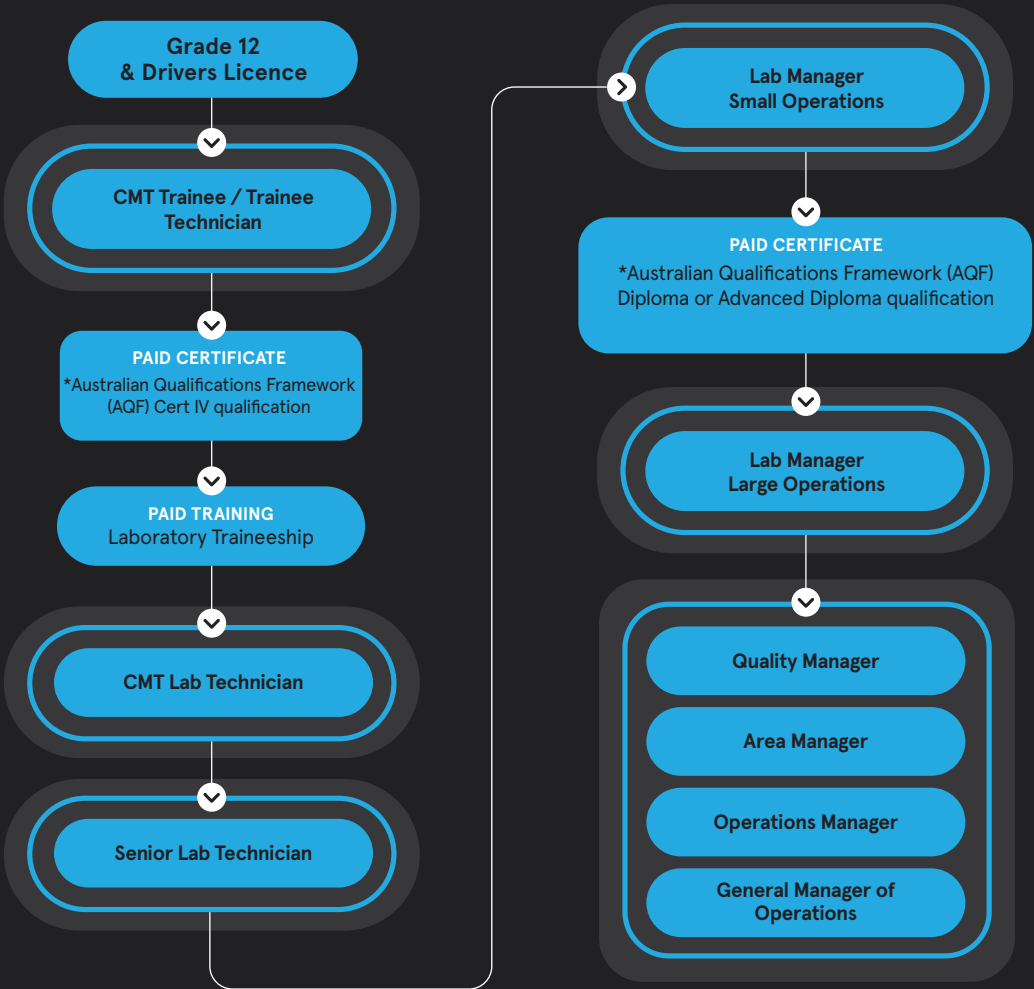 Grade 12
& Drivers Licence
CMT Trainee / Trainee
Technician
PAID CERTIFICATE
*Australian Qualifications Framework
(AQF) Cert IV qualification
PAID TRAINING
Laboratory Traineeship
CMT Lab Technician
Senior Lab Technician
Lab Manager
Small Operations
PAID CERTIFICATE
*Australian Qualifications Framework (AQF)
Diploma or Advanced Diploma qualification
Lab Manager
Large Operations
Quality Manager
Area Manager
Operations Manager
General Manager of
Operations